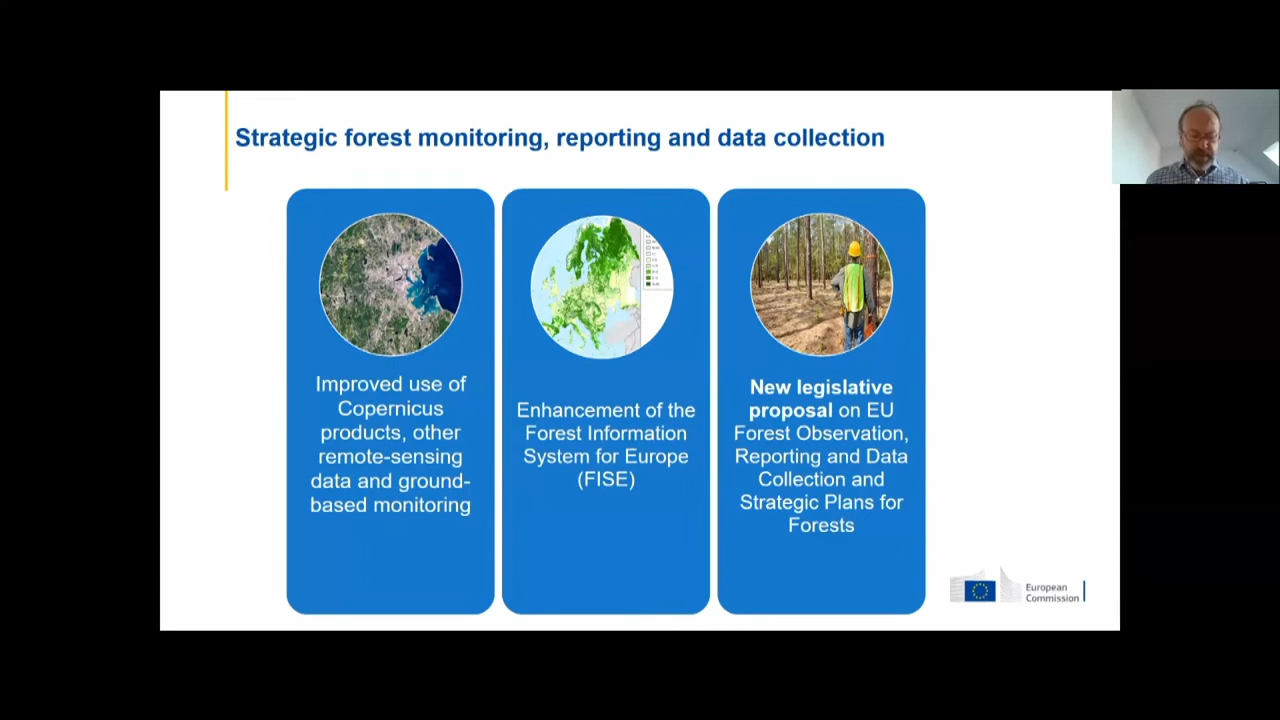 Strategic forest monitoring, reporting and data collection
Improved use of
Copernicus
products, other
remote-sensing
data and ground-
based monitoring
Enhancement of the
Forest Information
System for Europe
(FISE)
New legislative
proposal on EU
Forest Observation,
Reporting and Data
Collection and
Strategic Plans for
Forests
European
Commission